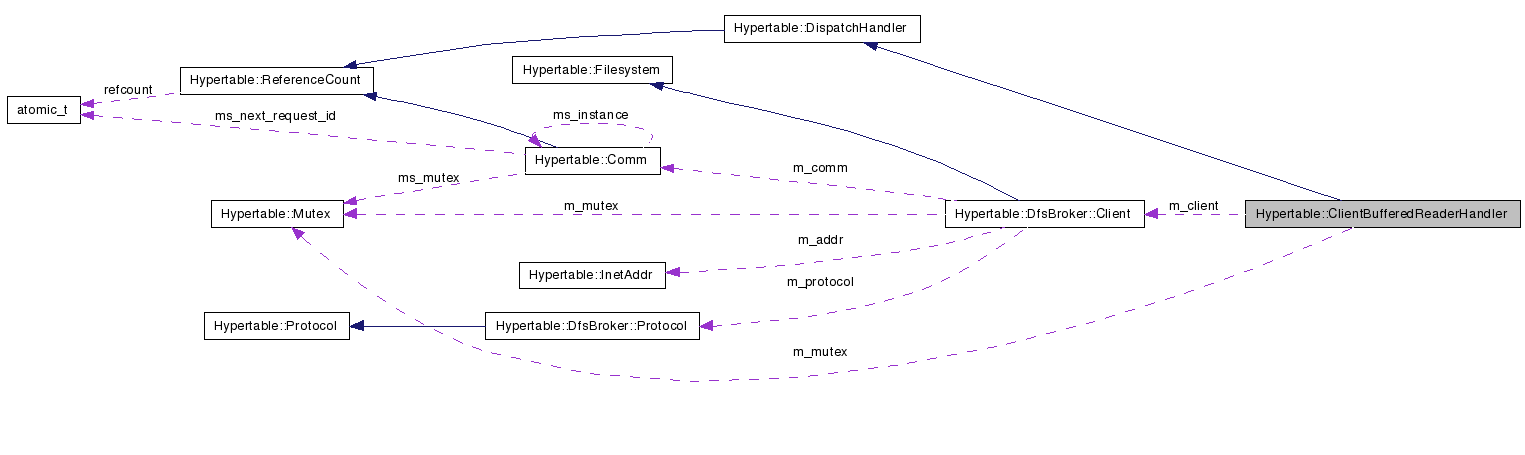 Hypertable::DispatchHandler
Hypertable::Filesystem
Hypertable::ReferenceCount
refcount
atomic_t
ms_next_request_id
ms_instance
Hypertable::Comm
m_comm
ms_mutex
Hypertable::Mutex
m_mutex
Hypertable::DfsBroker::Client
m_client
Hypertable::ClientBufferedReaderHandler
m_addr
Hypertable::InetAddr
m_protocol
Hypertable::Protocol
Hypertable::DfsBroker::Protocol
m_mutex